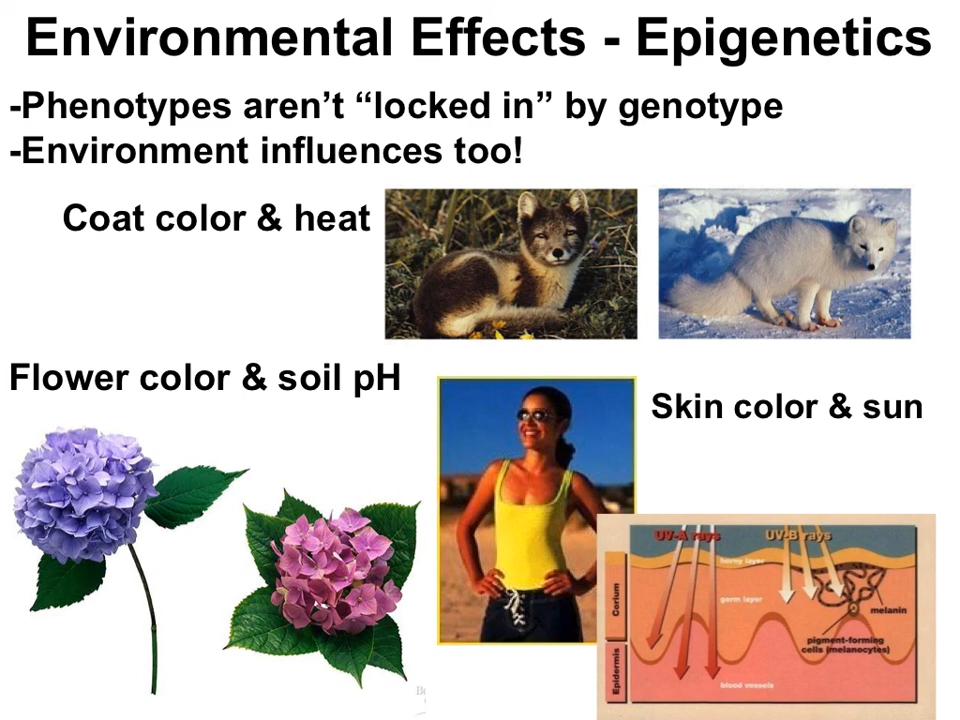 Environmental Effects - Epigenetics
-Phenotypes aren’t “locked in” by genotype
-Environment influences too!
Coat color & heat
Flower color & soil pH
Skin color & sun
UV-A rays
UV-B rays
horny layer
Corium
germ layer
melanin
pigment-forming
cells (melanocytes)
Epidermis
blood vessels